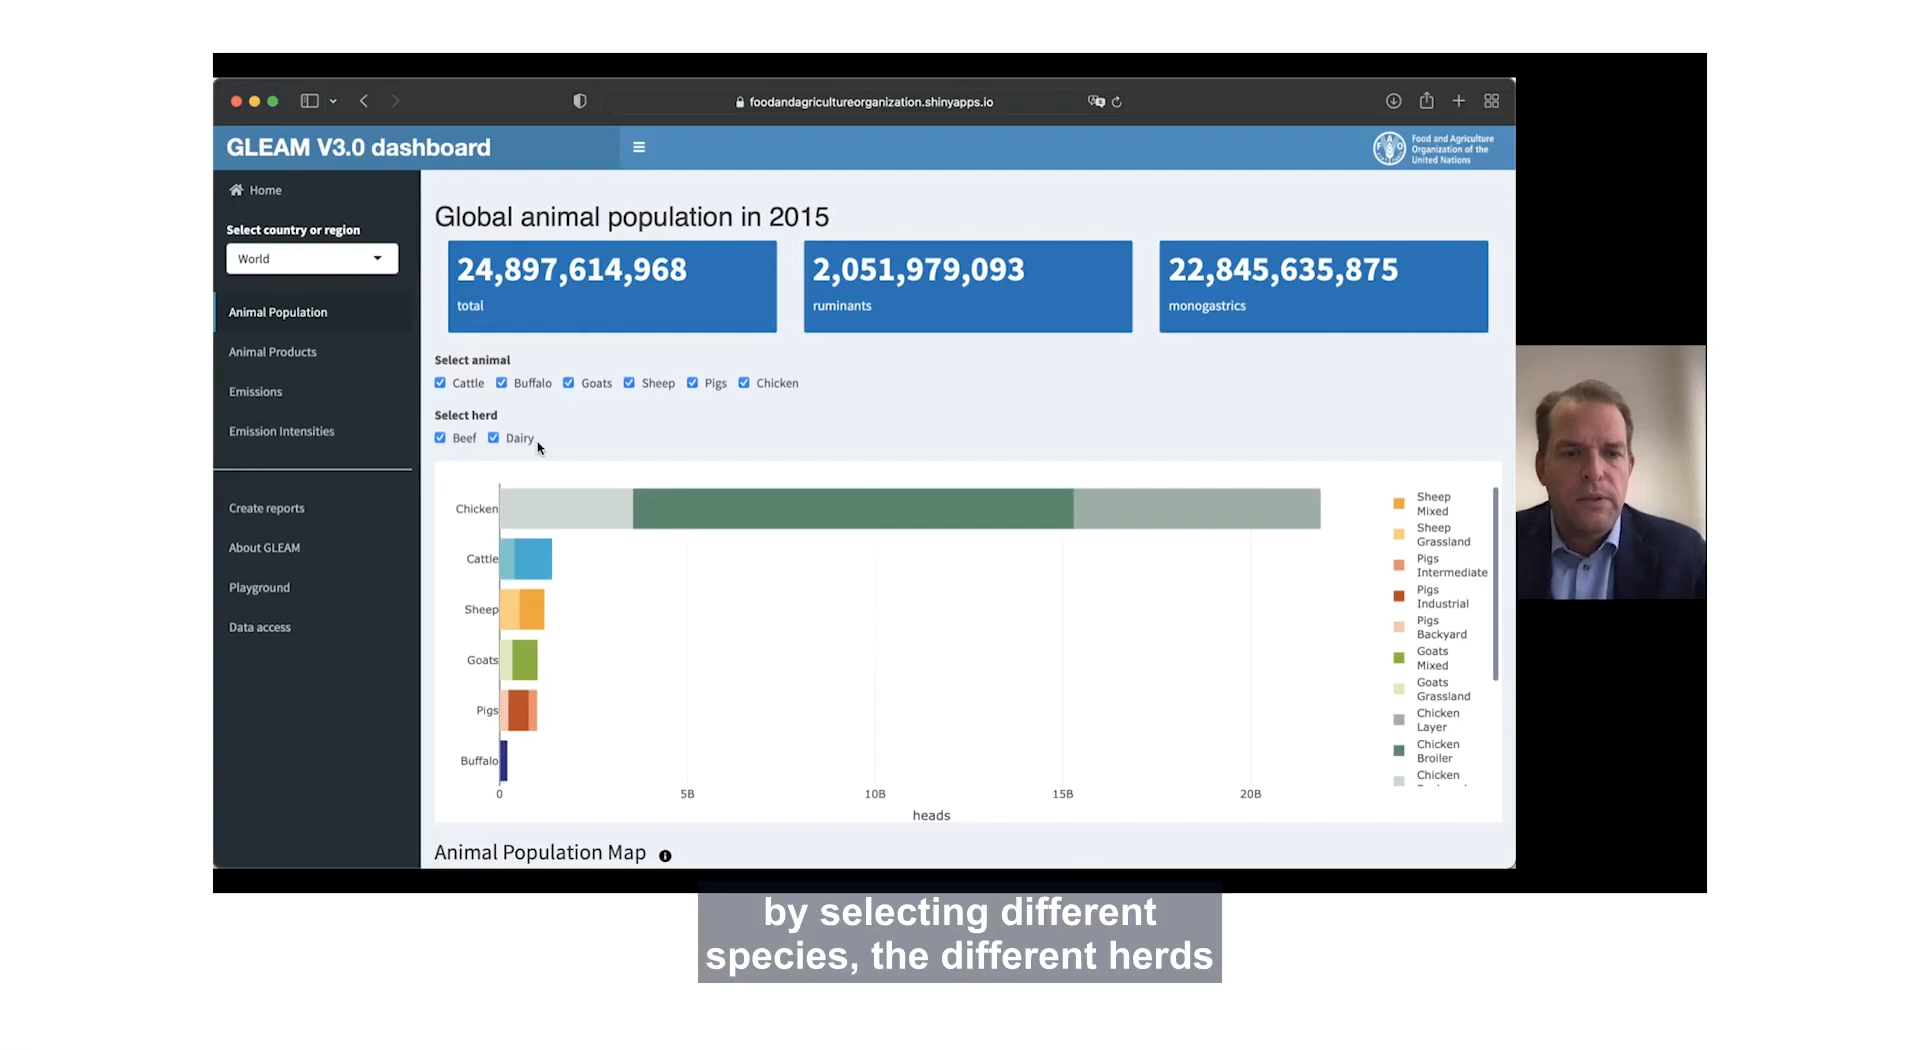 foodandagricultureorganization.shinyapps.io
GLEAM V3.0 dashboard
Food and Agriculture
Organization of the
United Nations
Home
Select country or region
World
Animal Population
Animal Products
Emissions
Emission Intensities
Create reports
About GLEAM
Playground
Data access
Global animal population in 2015
24,897,614,968
total
2,051,979,093
ruminants
22,845,635,875
monogastrics
Select animal
Cattle Buffalo Goats Sheep Pigs Chicken
Select herd
Beef Dairy
Chicken
Cattle
Sheep
Goats
Pigs
Buffalo
0 5B 10B 15B 20B
heads
Sheep
Mixed
Sheep
Grassland
Pigs
Intermediate
Pigs
Industrial
Pigs
Backyard
Goats
Mixed
Goats
Grassland
Chicken
Layer
Chicken
Broiler
Chicken
Animal Population Map
by selecting different
species, the different herds